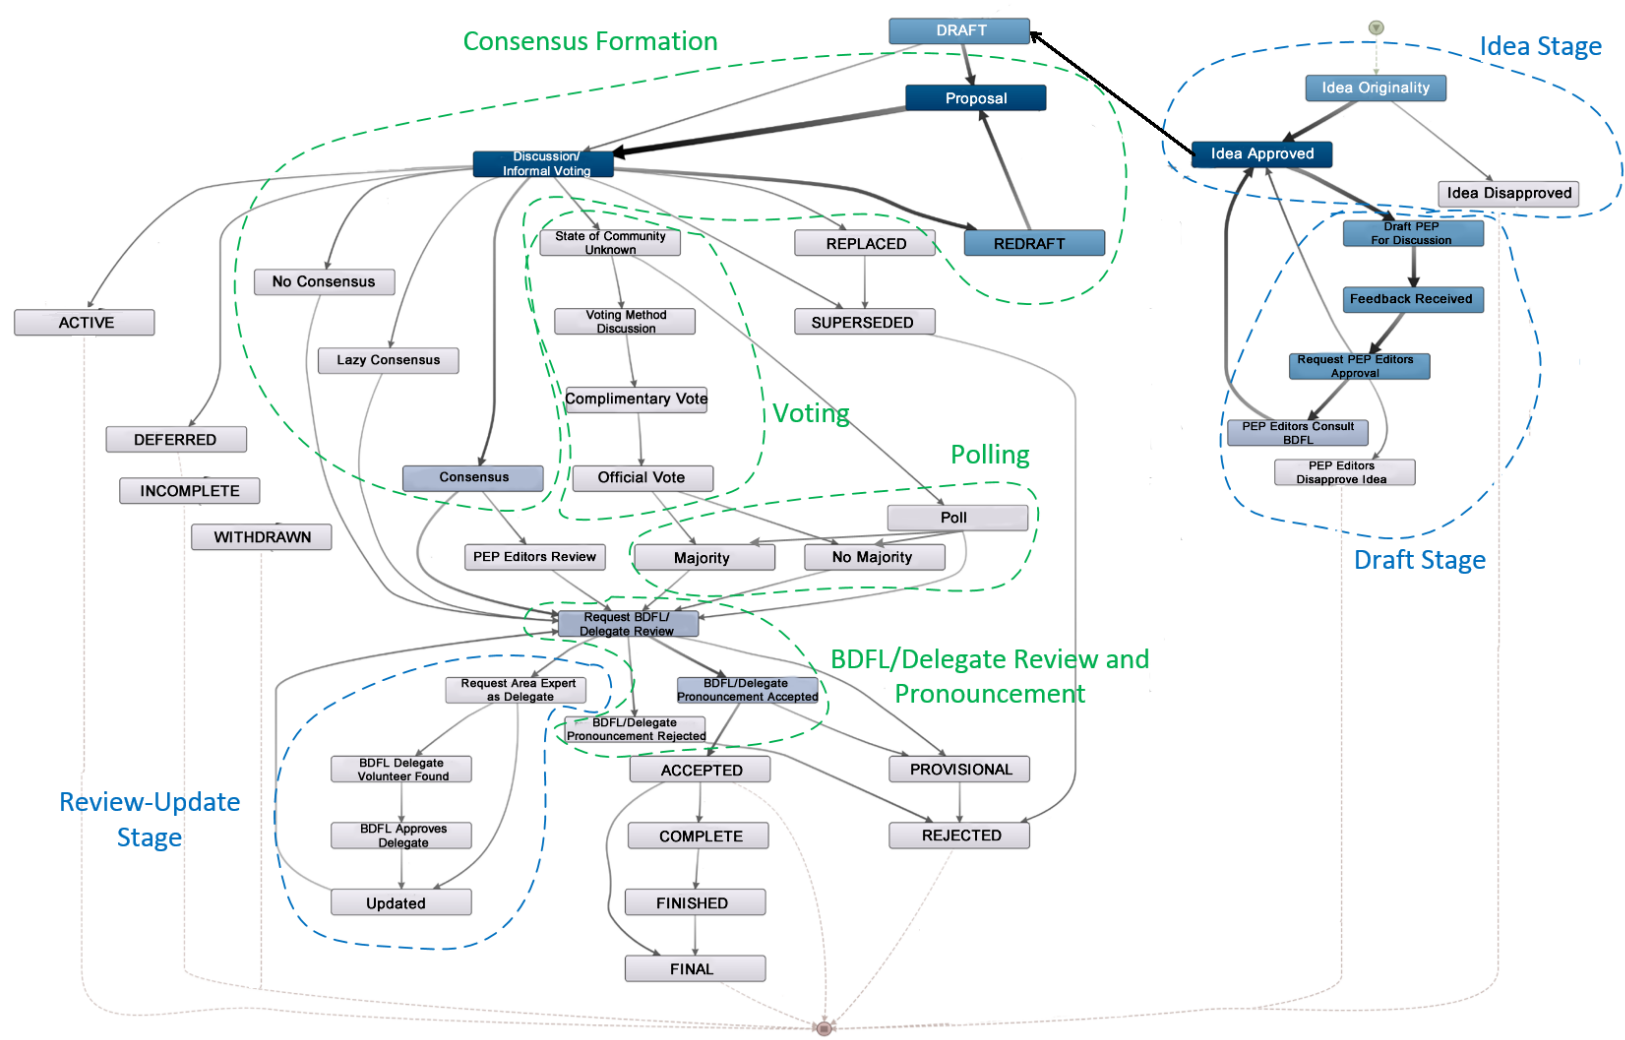 DRAFT
Consensus Formation
Idea Stage
Idea Originality
Proposal
Discussion/
Informal Voting
Idea Approved
Idea Disapproved
State of Community
Unknown
REPLACED
REDRAFT
Draft PEP
For Discussion
No Consensus
Feedback Received
ACTIVE
Voting Method
Discussion
SUPERSEDED
Lazy Consensus
Request PEP Editors
Approval
Complimentary Vote
Voting
DEFERRED
PEP Editors Consult
BDFL
Polling
Consensus
Official Vote
PEP Editors
Disapprove Idea
INCOMPLETE
Poll
WITHDRAWN
PEP Editors Review
Majority
No Majority
Draft Stage
Request BDFL/
Delegate Review
BDFL/Delegate Review and
Pronouncement
Request Area Expert
as Delegate
BDFL/Delegate
Pronouncement Accepted
BDFL/Delegate
Pronouncement Rejected
BDFL Delegate
Volunteer Found
ACCEPTED
PROVISIONAL
Review-Update
Stage
BDFL Approves
Delegate
COMPLETE
REJECTED
Updated
FINISHED
FINAL